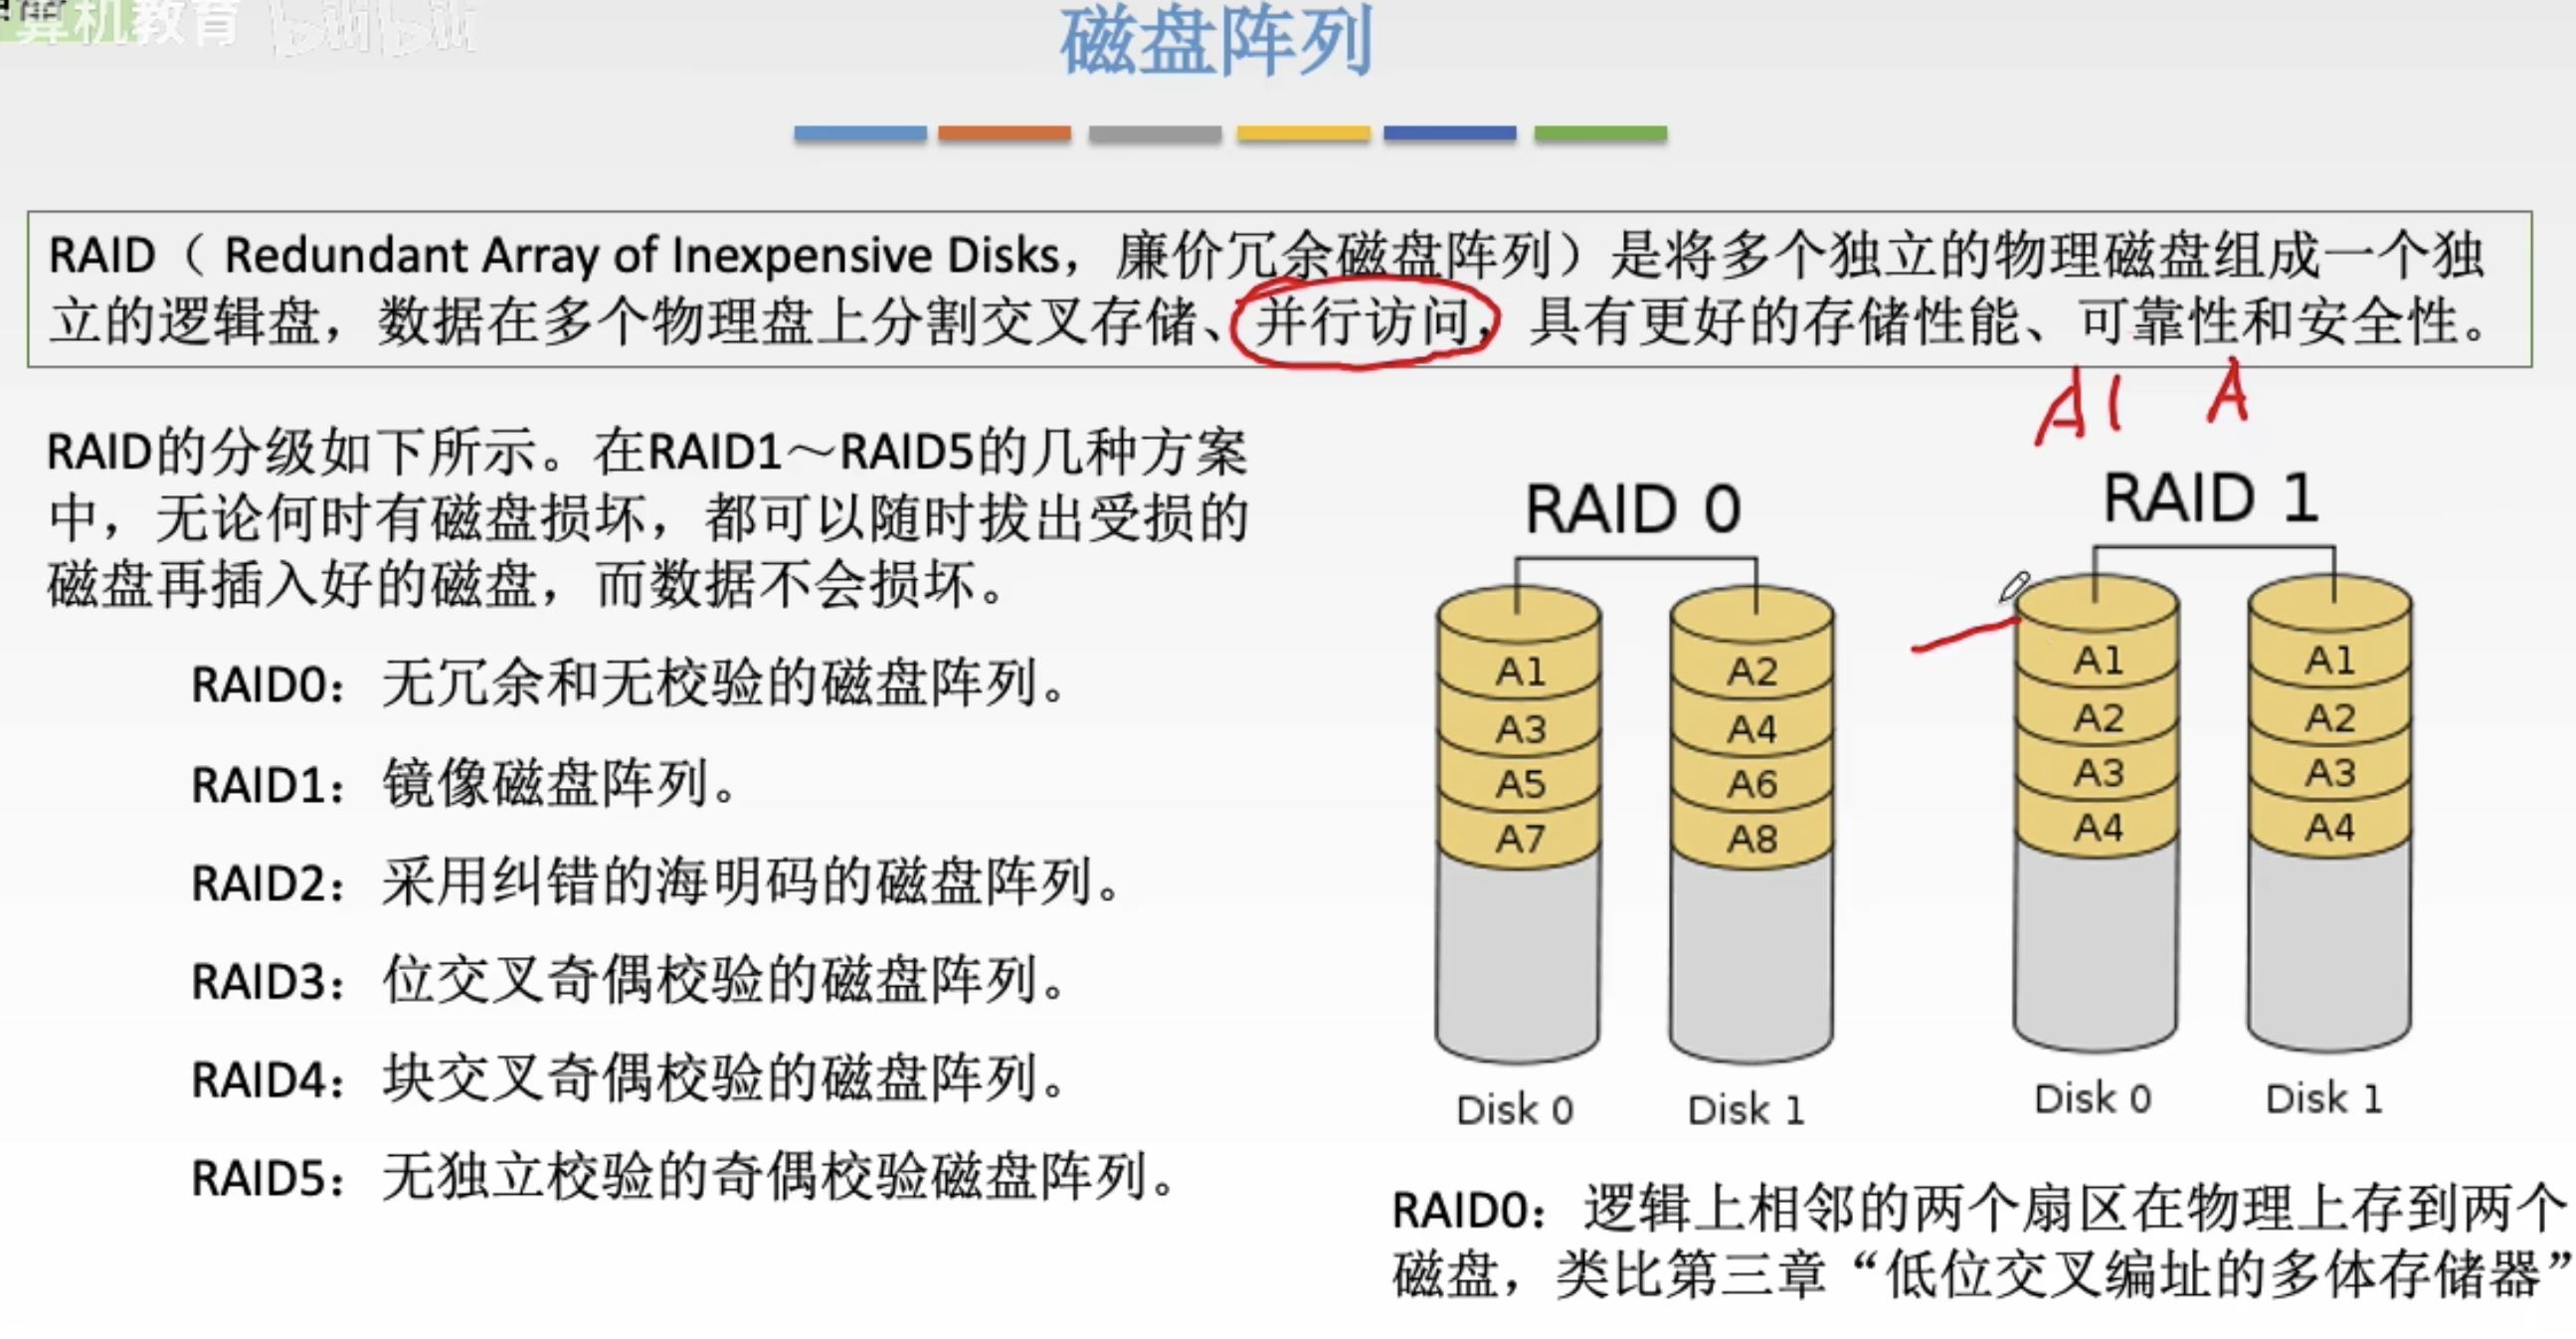 算机教育 bilibili
磁盘阵列
RAID（ Redundant Array of Inexpensive Disks，廉价冗余磁盘阵列）是将多个独立的物理磁盘组成一个独
立的逻辑盘，数据在多个物理盘上分割交叉存储、并行访问，具有更好的存储性能、可靠性和安全性。
A1 A
RAID的分级如下所示。在RAID1～RAID5的几种方案
中，无论何时有磁盘损坏，都可以随时拔出受损的
磁盘再插入好的磁盘，而数据不会损坏。
RAID0：无冗余和无校验的磁盘阵列。
RAID1：镜像磁盘阵列。
RAID2：采用纠错的海明码的磁盘阵列。
RAID3：位交叉奇偶校验的磁盘阵列。
RAID4：块交叉奇偶校验的磁盘阵列。
RAID5：无独立校验的奇偶校验磁盘阵列。
RAID 0
A1 A2
A3 A4
A5 A6
A7 A8
Disk 0 Disk 1
RAID 1
A1 A1
A2 A2
A3 A3
A4 A4
Disk 0 Disk 1
RAID0：逻辑上相邻的两个扇区在物理上存到两个
磁盘，类比第三章“低位交叉编址的多体存储器”